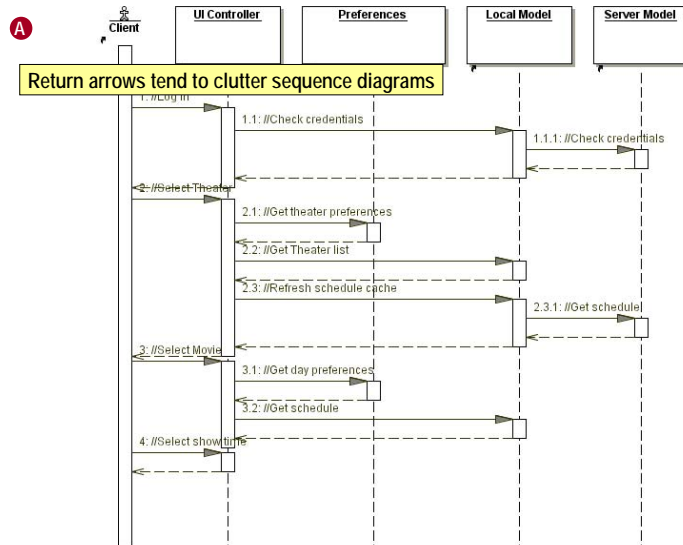 A
Client
UI Controller
Preferences
Local Model
Server Model
Return arrows tend to clutter sequence diagrams
1: //Log in
1.1: //Check credentials
1.1.1: //Check credentials
2: //Select Theater
2.1: //Get theater preferences
2.2: //Get Theater list
2.3: //Refresh schedule cache
2.3.1: //Get schedule
3: //Select Movie
3.1: //Get day preferences
3.2: //Get schedule
4: //Select show time